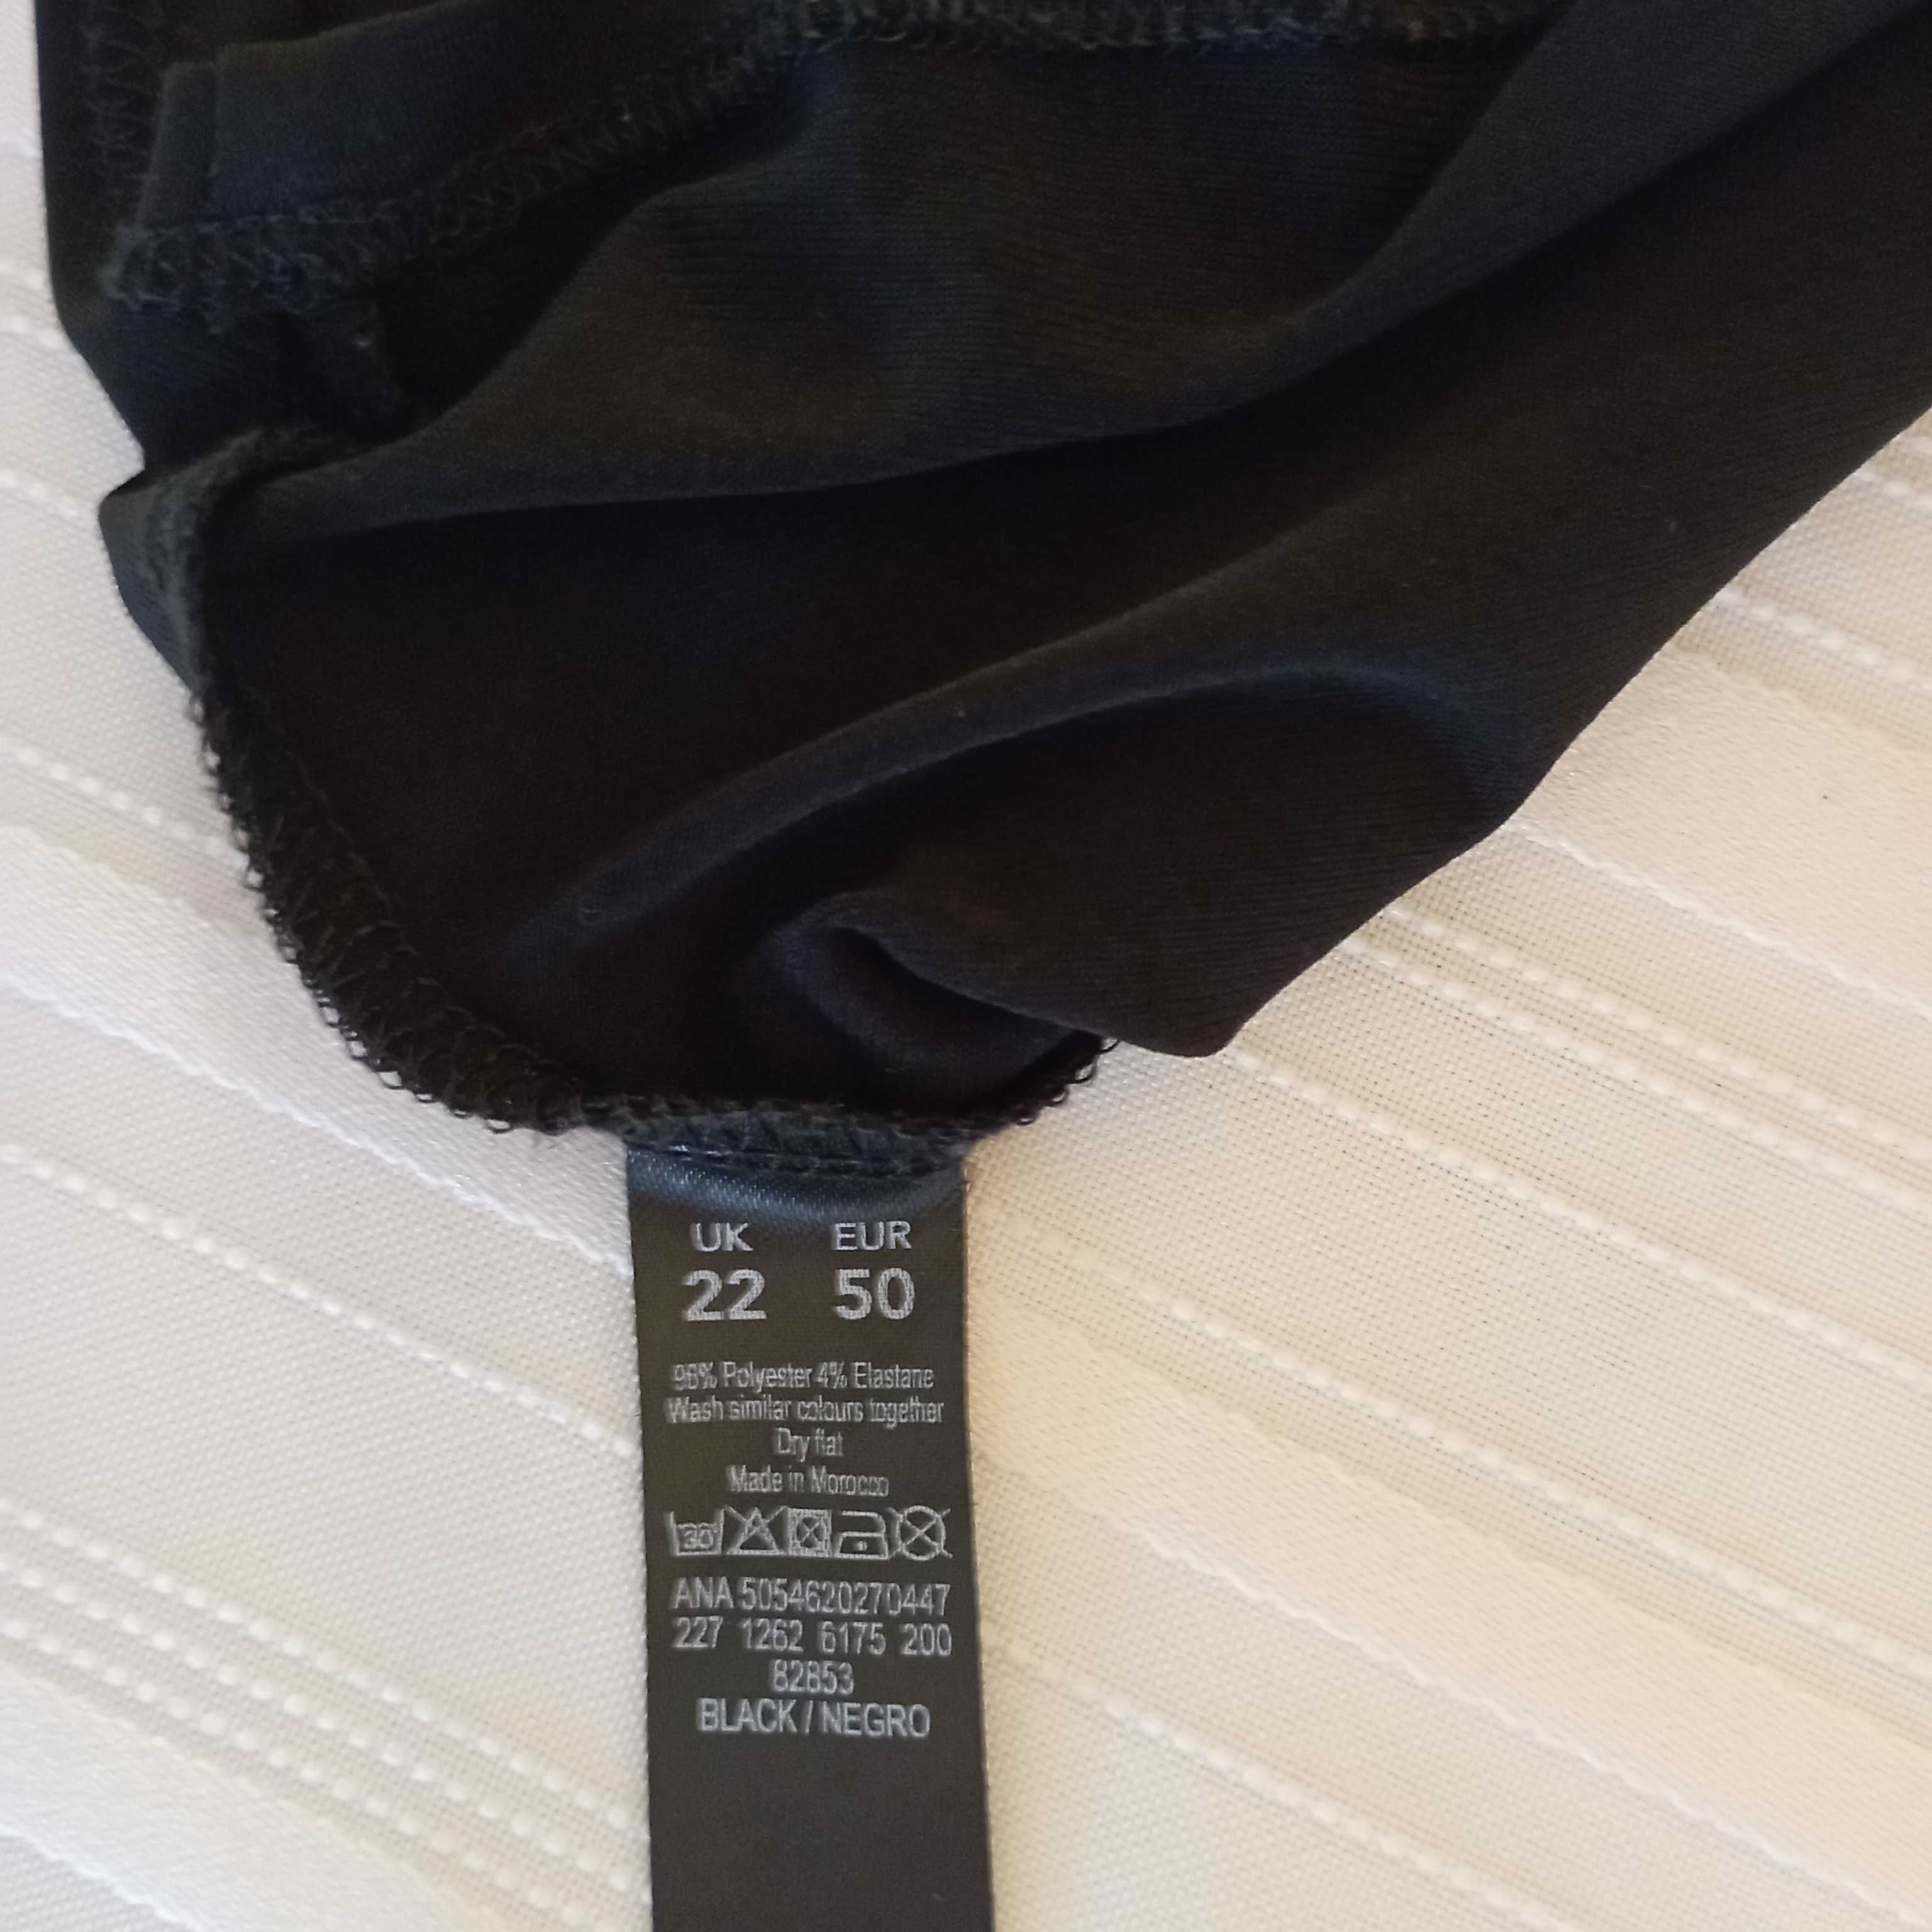 UK EUR
22 50
96% Polyester 4% Elastane
Wash similar colours together
Dry flat
Made in Morocco
30°
ANA 5054620270447
227 1262 6175 200
82853
BLACK / NEGRO